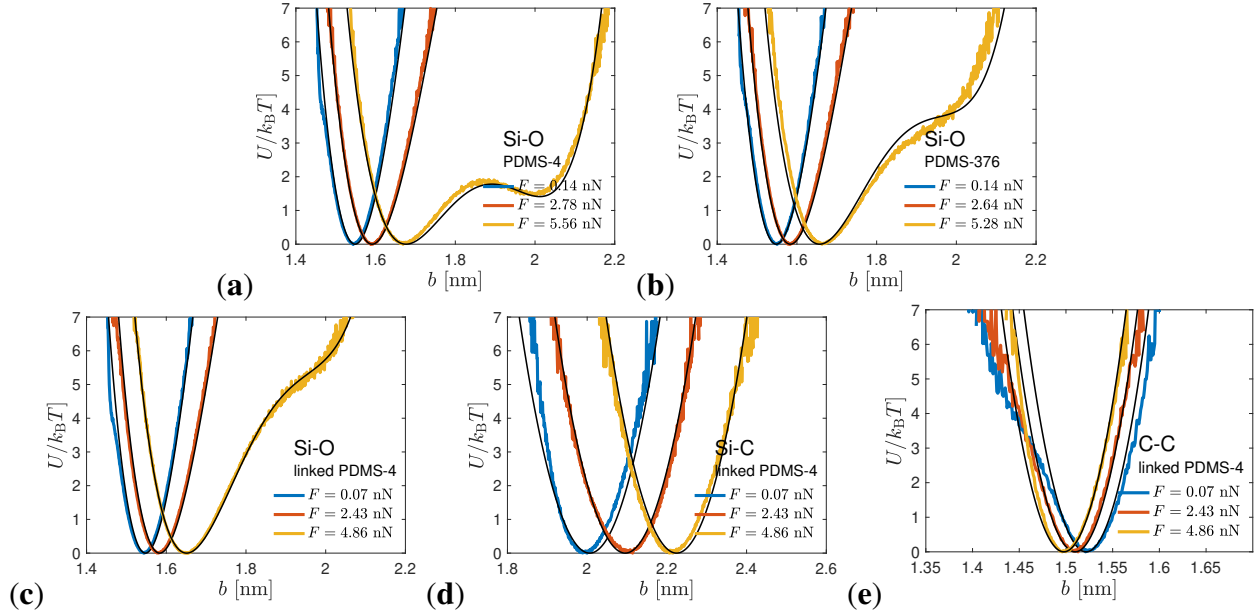 7
6
5
4
3
2
1
0
U/k_BT]
Si-O
PDMS-4
F = 0.14 nN
F = 2.78 nN
F = 5.56 nN
1.4 1.6 1.8 2 2.2
b [nm]
(a)
7
6
5
4
3
2
1
0
U/k_BT]
Si-O
PDMS-376
F = 0.14 nN
F = 2.64 nN
F = 5.28 nN
1.4 1.6 1.8 2 2.2
b [nm]
(b)
7
6
5
4
3
2
1
0
U/k_BT]
Si-O
linked PDMS-4
F = 0.07 nN
F = 2.43 nN
F = 4.86 nN
1.4 1.6 1.8 2 2.2
b [nm]
(c)
7
6
5
4
3
2
1
0
U/k_BT]
Si-C
linked PDMS-4
F = 0.07 nN
F = 2.43 nN
F = 4.86 nN
1.8 2 2.2 2.4 2.6
b [nm]
(d)
7
6
5
4
3
2
1
0
U/k_BT]
C-C
linked PDMS-4
F = 0.07 nN
F = 2.43 nN
F = 4.86 nN
1.35 1.4 1.45 1.5 1.55 1.6 1.65
b [nm]
(e)